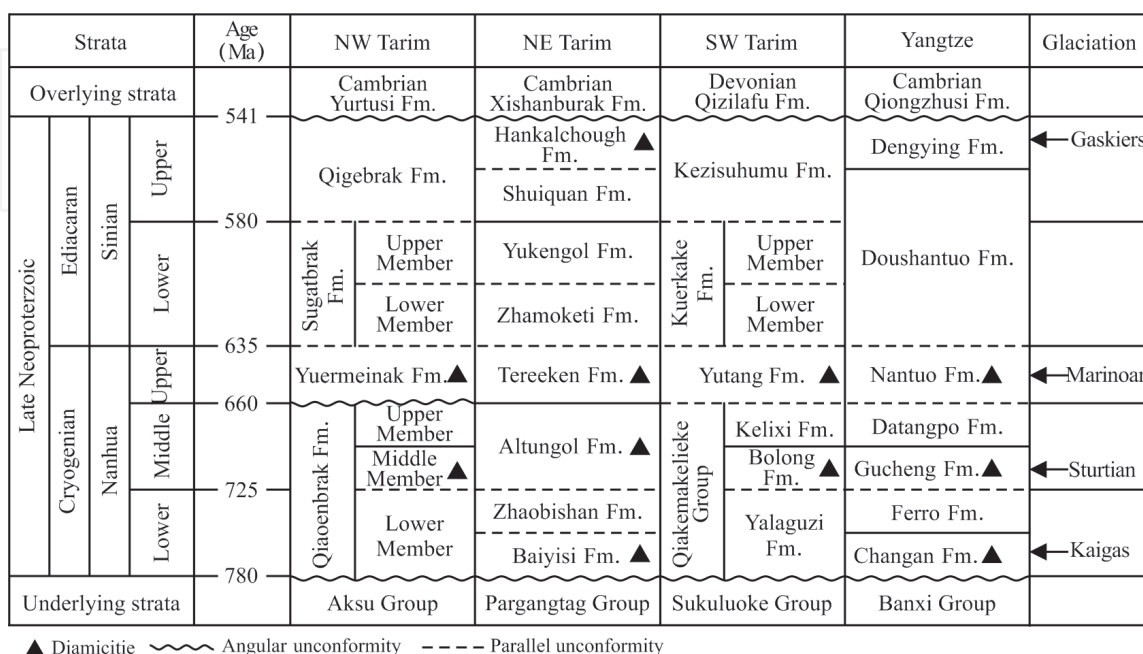 Strata
Age
(Ma)
NW Tarim
NE Tarim
SW Tarim
Yangtze
Glaciation
Overlying strata
Cambrian
Yurtusi Fm.
Cambrian
Xishanburak Fm.
Devonian
Qizilafu Fm.
Cambrian
Qiongzhusi Fm.
541
Late Neoproterzoic
Ediacaran
Sinian
Upper
Qigebrak Fm.
Hankalchough
Fm.
Shuiquan Fm.
Kezisuhumu Fm.
Dengying Fm.
Gaskiers
580
Lower
Sugatbrak
Fm.
Upper
Member
Lower
Member
Yukengol Fm.
Zhamoketi Fm.
Kuerkake
Fm.
Upper
Member
Lower
Member
Doushantuo Fm.
635
Cryogenian
Nanhua
Upper
Yuermeinak Fm.
Tereeken Fm.
Yutang Fm.
Nantuo Fm.
Marinoan
660
Middle
Qiaoenbrak Fm.
Upper
Member
Middle
Member
Altungol Fm.
Qiakemakelieke
Group
Kelixi Fm.
Bolong
Fm.
Datangpo Fm.
Gucheng Fm.
Sturtian
725
Lower
Lower
Member
Zhaobishan Fm.
Baiyisi Fm.
Yalaguzi
Fm.
Ferro Fm.
Changan Fm.
Kaigas
780
Underlying strata
Aksu Group
Pargangtag Group
Sukuluoke Group
Banxi Group
Diamicitie
Angular unconformity
Parallel unconformity